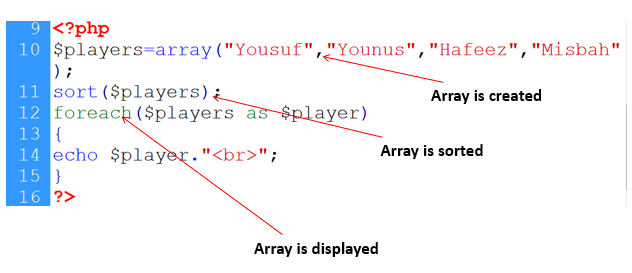 9 <?php
10 $players=array("Yousuf","Younus","Hafeez","Misbah"
);
11 sort($players);
12 foreach($players as $player)
13 {
14 echo $player."<br>";
15 }
16 ?>
Array is created
Array is sorted
Array is displayed